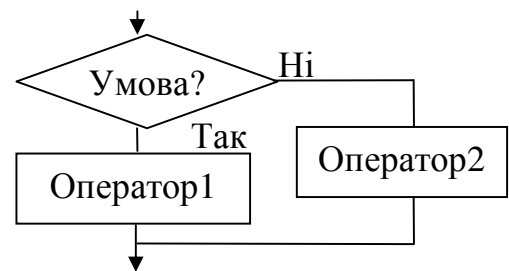 Умова?
Ні
Так
Оператор1
Оператор2